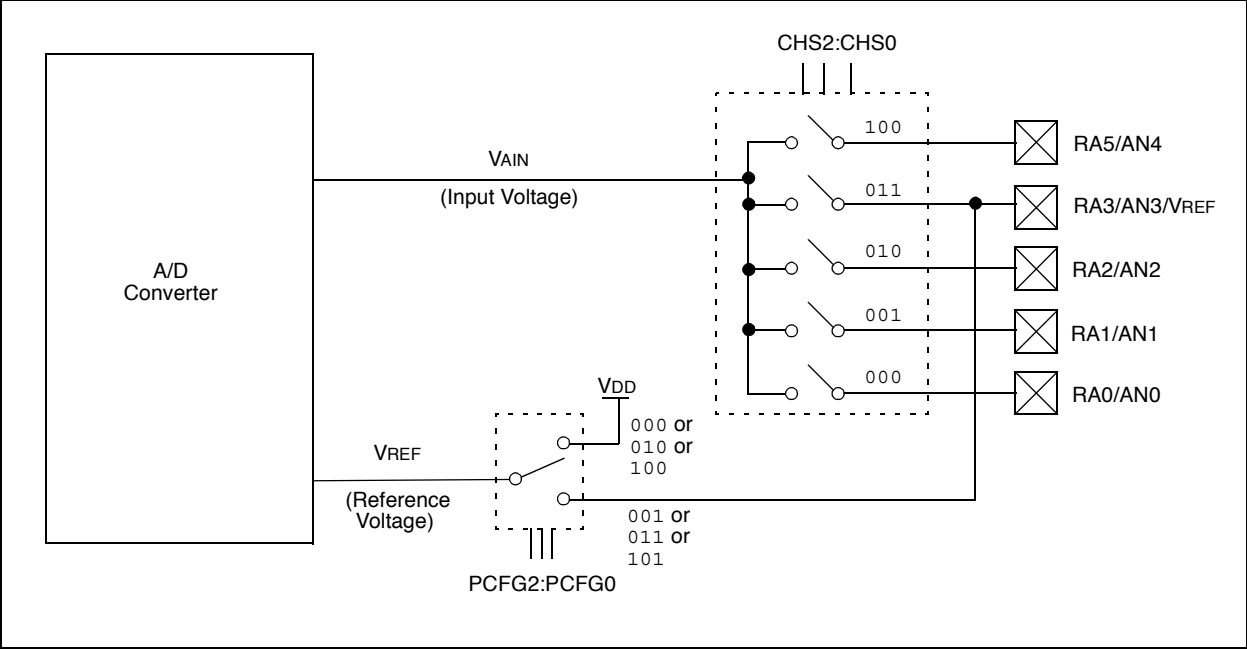 CHS2:CHS0
100
RA5/AN4
VAIN
(Input Voltage)
011
RA3/AN3/VREF
010
RA2/AN2
A/D
Converter
001
RA1/AN1
000
RA0/AN0
VDD
000 or
010 or
100
VREF
(Reference
Voltage)
001 or
011 or
101
PCFG2:PCFG0